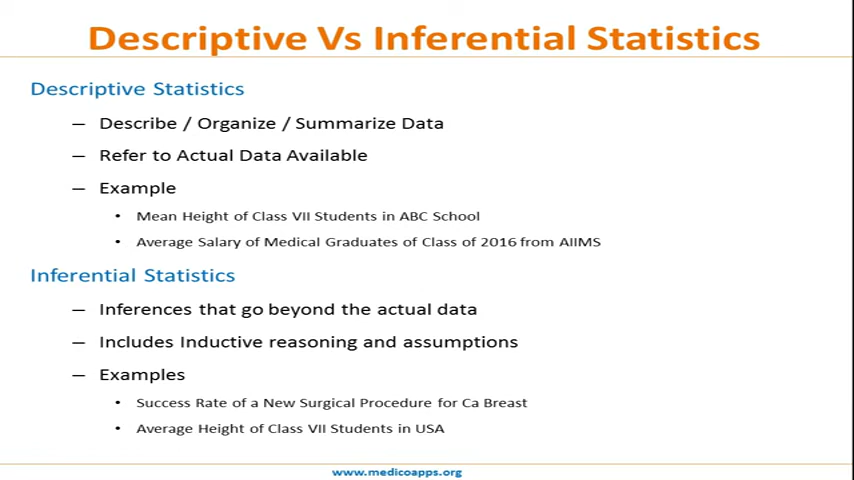 Descriptive Vs Inferential Statistics
Descriptive Statistics
– Describe / Organize / Summarize Data
– Refer to Actual Data Available
– Example
• Mean Height of Class VII Students in ABC School
• Average Salary of Medical Graduates of Class of 2016 from AIIMS
Inferential Statistics
– Inferences that go beyond the actual data
– Includes Inductive reasoning and assumptions
– Examples
• Success Rate of a New Surgical Procedure for Ca Breast
• Average Height of Class VII Students in USA
www.medicoapps.org